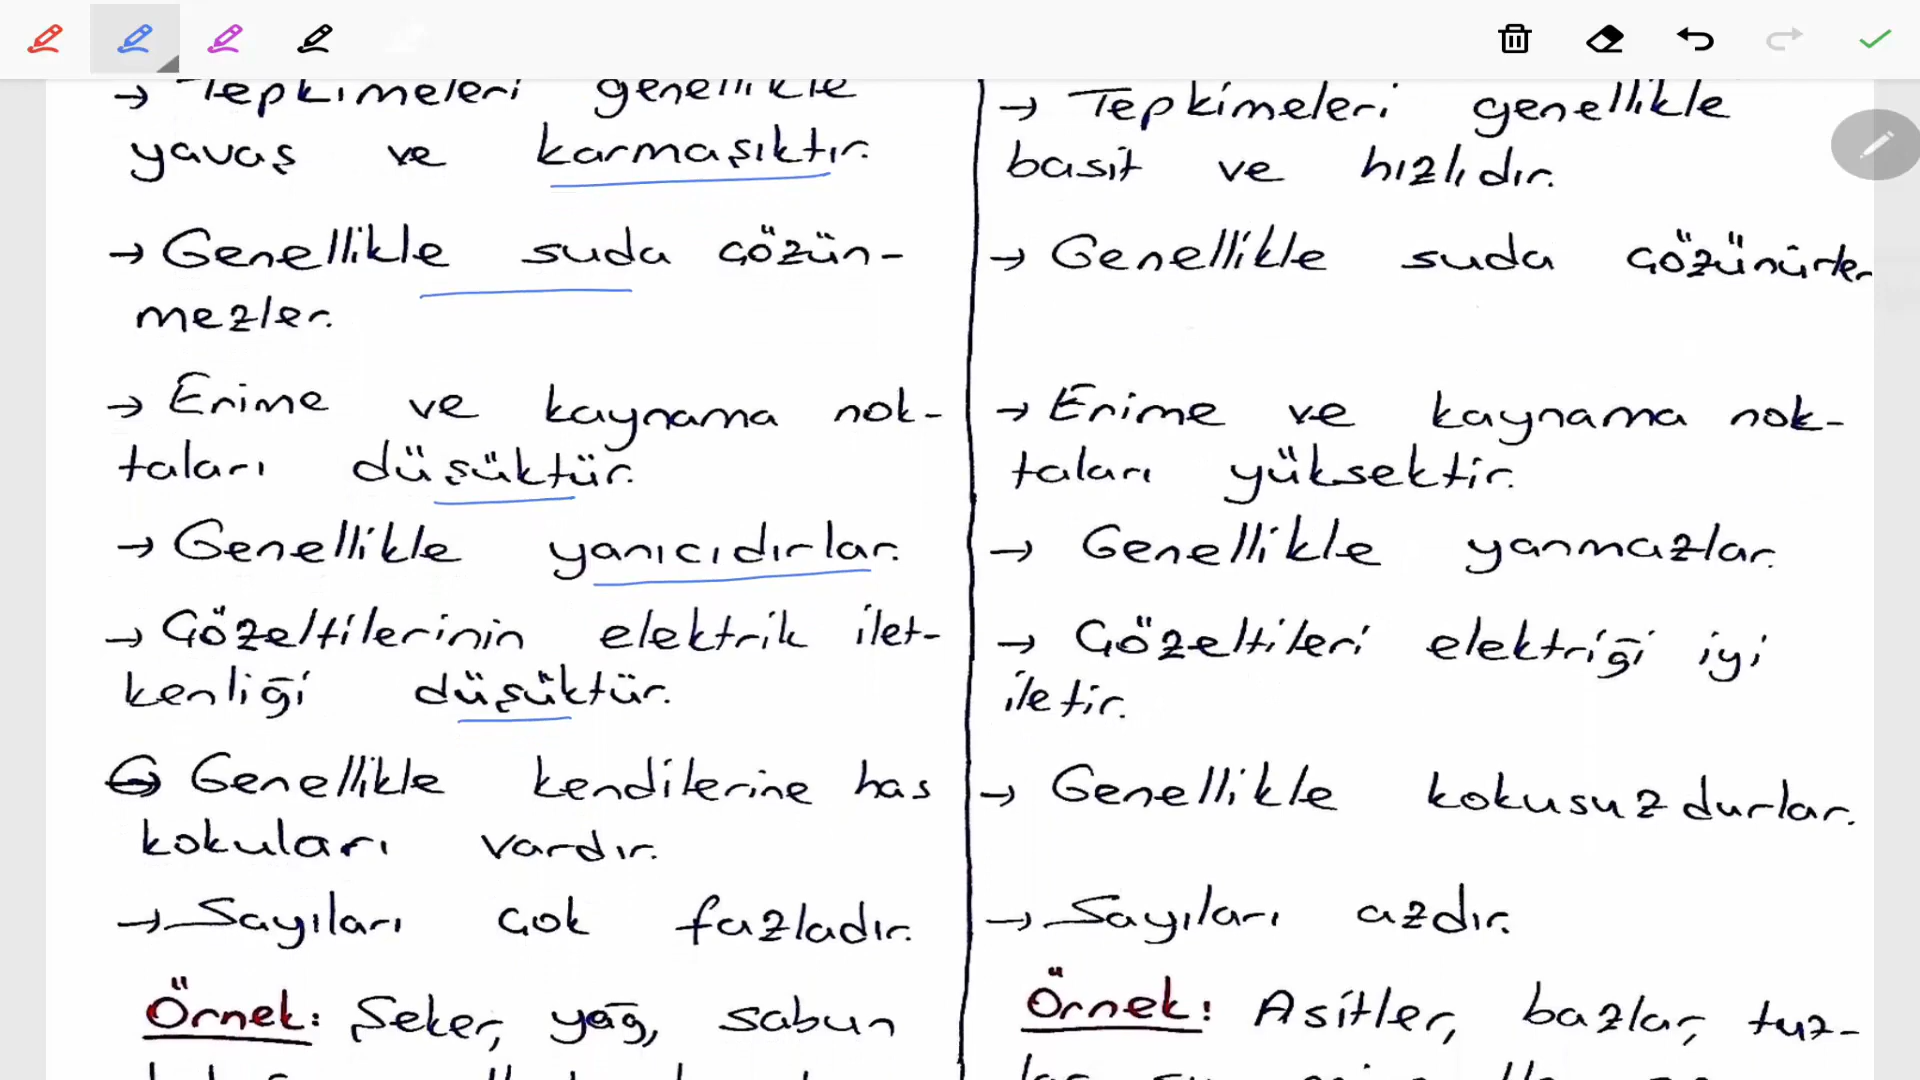 → Tepkimeleri genellikle
yavaş ve karmaşıktır.
→ Genellikle suda çözün-
mezler.
→ Erime ve kaynama nok-
taları düşüktür.
→ Genellikle yanıcıdırlar.
→ Çözeltilerinin elektrik ilet-
kenliği düşüktür.
→ Genellikle kendilerine has
kokuları vardır.
→ Sayıları çok fazladır.
Örnek: Şeker, yağ, sabun
→ Tepkimeleri genellikle
basit ve hızlıdır.
→ Genellikle suda çözünürler
→ Erime ve kaynama nok-
taları yüksektir.
→ Genellikle yanmazlar.
→ Çözeltileri elektriği iyi
iletir.
→ Genellikle kokusuzdurlar.
→ Sayıları azdır.
Örnek: Asitler, bazlar, tuz-